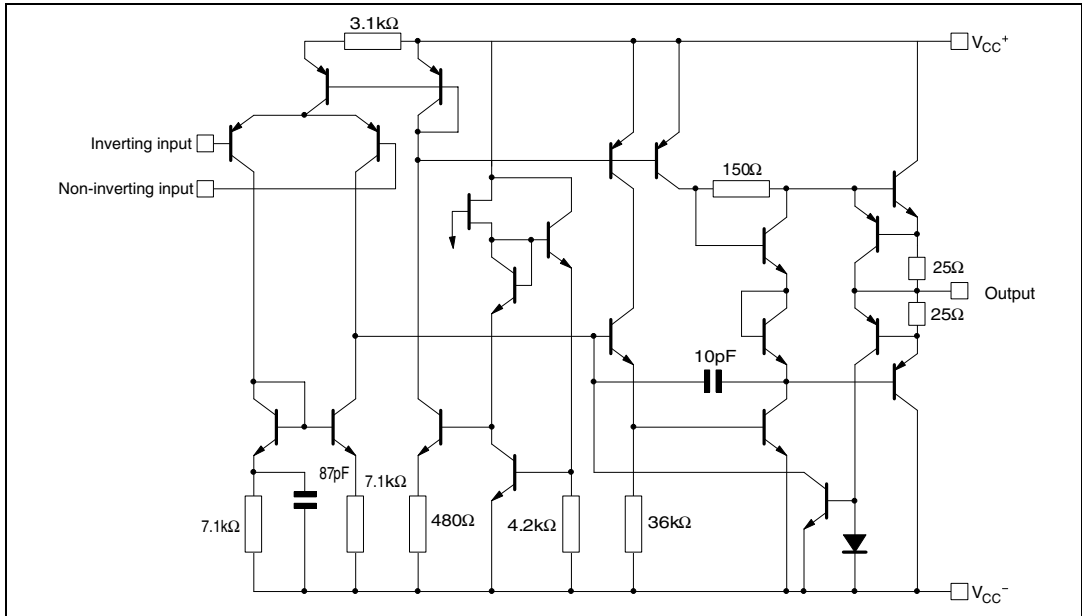 3.1kΩ
VCC+
Inverting input
Non-inverting input
150Ω
25Ω
Output
25Ω
10pF
87pF
7.1kΩ
7.1kΩ
480Ω
4.2kΩ
36kΩ
VCC−